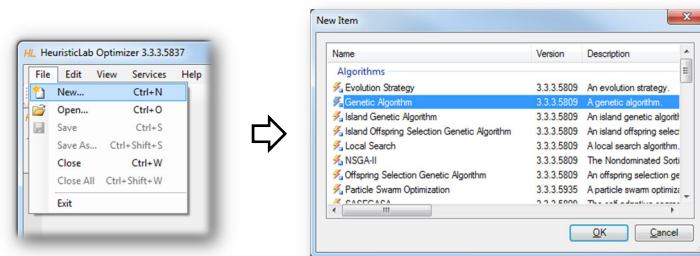 HL HeuristicLab Optimizer 3.3.3.5837
File Edit View Services Help
New... Ctrl+N
Open... Ctrl+O
Save Ctrl+S
Save As... Ctrl+Shift+S
Close Ctrl+W
Close All Ctrl+Shift+W
Exit
New Item
Name Version Description
Algorithms
Evolution Strategy 3.3.3.5809 An evolution strategy.
Genetic Algorithm 3.3.3.5809 A genetic algorithm.
Island Genetic Algorithm 3.3.3.5809 An island genetic algorith
Island Offspring Selection Genetic Algorithm 3.3.3.5809 An island offspring selec
Local Search 3.3.3.5809 A local search algorithm.
NSGA-II 3.3.3.5809 The Nondominated Sorti
Offspring Selection Genetic Algorithm 3.3.3.5809 An offspring selection ge
Particle Swarm Optimization 3.3.3.5935 A particle swarm optimiz
OK Cancel